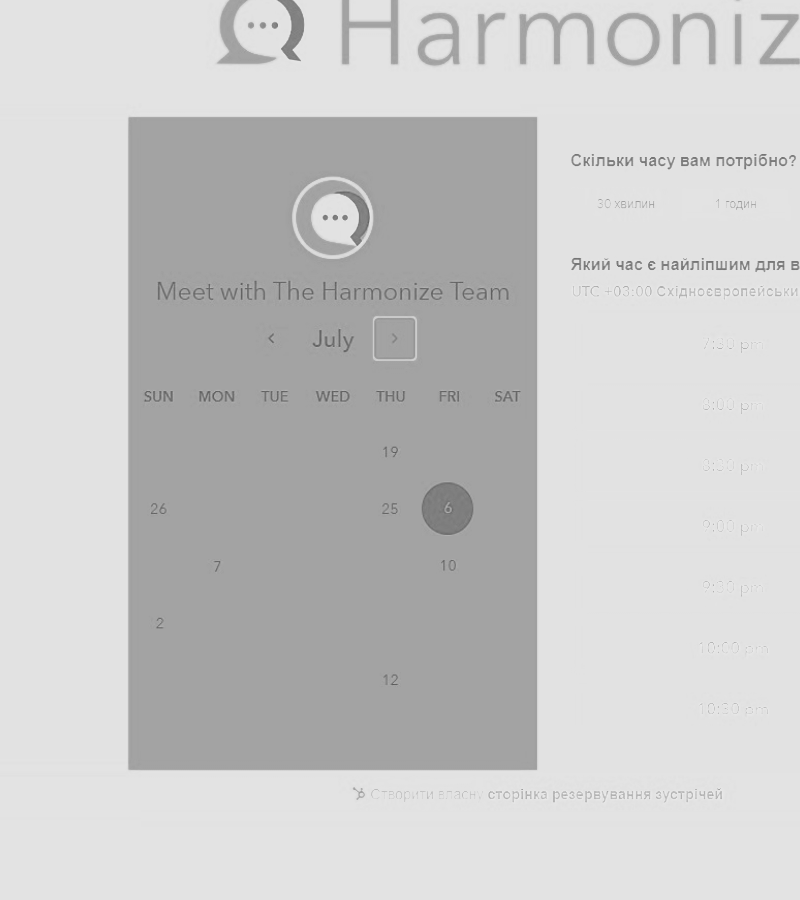 Harmoniz
Meet with The Harmonize Team
July
SUN MON TUE WED THU FRI SAT
19
26 25 6
7 10
2
12
Скільки часу вам потрібно?
30 хвилин 1 годин
Який час є найліпшим для в
UTC +03:00 Східноєвропейськи
7:30 pm
8:00 pm
8:30 pm
9:00 pm
9:30 pm
10:00 pm
10:30 pm
Створити власну сторінка резервування зустрічей